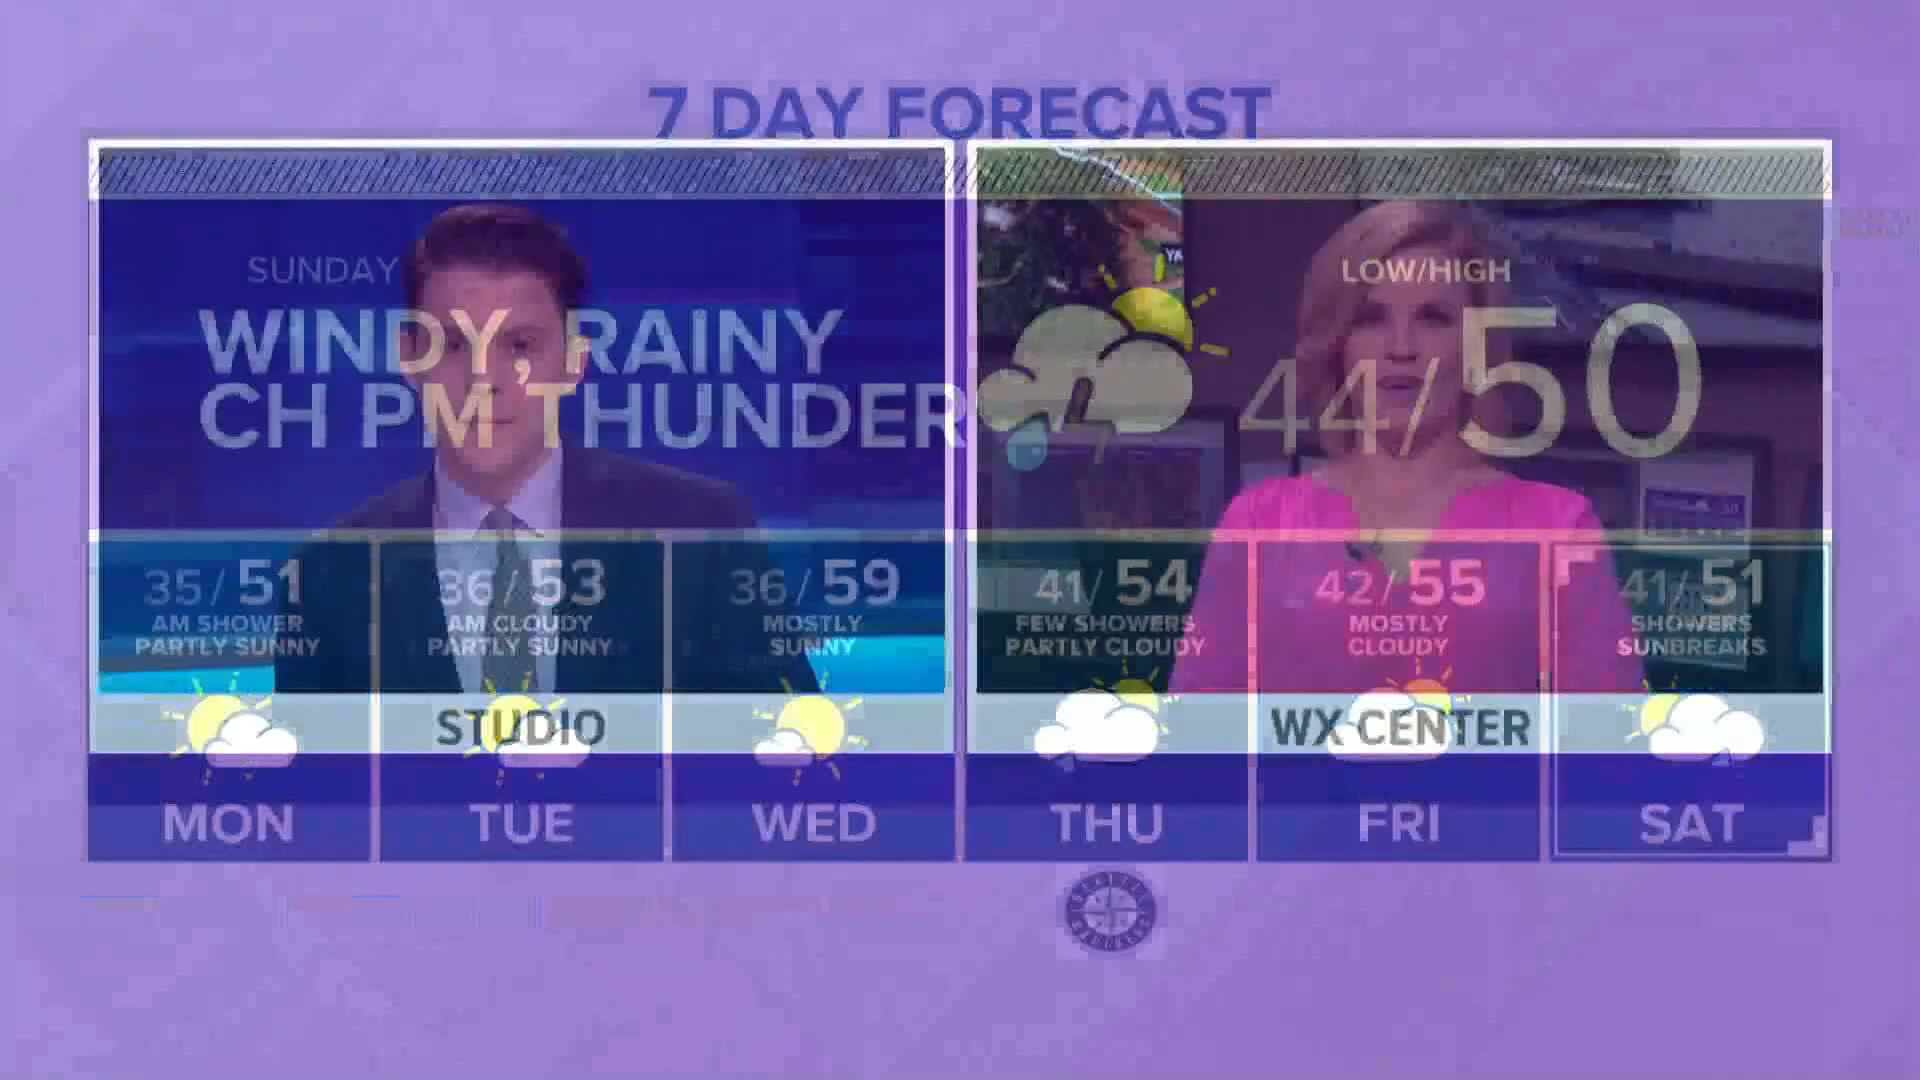 7 DAY FORECAST
SUNDAY
LOW/HIGH
WINDY, RAINY
CH PM THUNDER
44/50
35/51
AM SHOWER
PARTLY SUNNY
36/53
AM CLOUDY
PARTLY SUNNY
36/59
MOSTLY
SUNNY
41/54
FEW SHOWERS
PARTLY CLOUDY
42/55
MOSTLY
CLOUDY
41/51
SHOWERS
SUNBREAKS
STUDIO
WX CENTER
MON
TUE
WED
THU
FRI
SAT